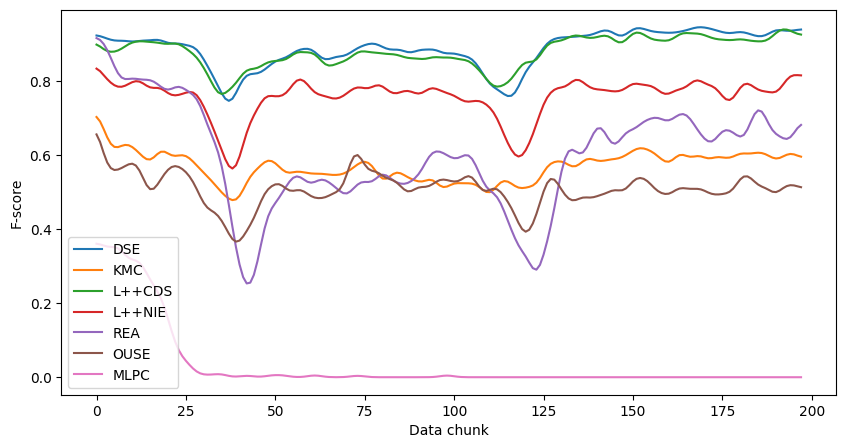 F-score
0.8
0.6
0.4
0.2
0.0
DSE
KMC
L++CDS
L++NIE
REA
OUSE
MLPC
0 25 50 75 100 125 150 175 200
Data chunk